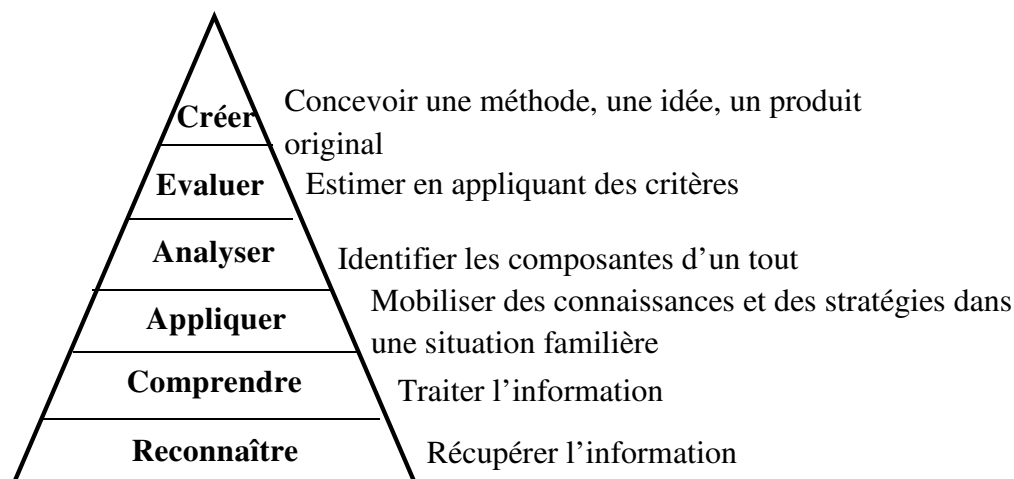 Créer
Concevoir une méthode, une idée, un produit
original
Evaluer
Estimer en appliquant des critères
Analyser
Identifier les composantes d’un tout
Appliquer
Mobiliser des connaissances et des stratégies dans
une situation familière
Comprendre
Traiter l’information
Reconnaître
Récupérer l’information